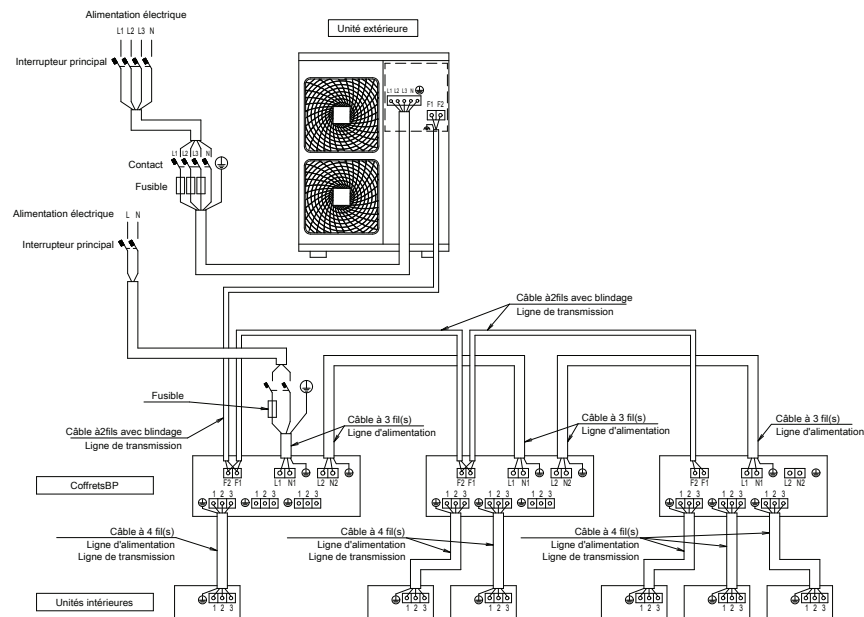 Alimentation électrique
L1 L2 L3 N
Interrupteur principal
Unité extérieure
L1 L2 L3 N
F1 F2
L1 L2 L3 N
Contact
Fusible
Alimentation électrique
L N
Interrupteur principal
Câble à2fils avec blindage
Ligne de transmission
Fusible
Câble à2fils avec blindage
Ligne de transmission
Câble à 3 fil(s)
Ligne d'alimentation
Câble à 3 fil(s)
Ligne d'alimentation
Câble à 3 fil(s)
Ligne d'alimentation
CoffretsBP
F2 F1 L1 N1 L2 N2
1 2 3 1 2 3 1 2 3
F2 F1 L1 N1 L2 N2
1 2 3 1 2 3
F2 F1 L1 N1 L2 N2
1 2 3 1 2 3 1 2 3
Câble à 4 fil(s)
Ligne d'alimentation
Ligne de transmission
Câble à 4 fil(s)
Ligne d'alimentation
Ligne de transmission
Câble à 4 fil(s)
Ligne d'alimentation
Ligne de transmission
Unités intérieures
1 2 3
1 2 3
1 2 3
1 2 3
1 2 3
1 2 3